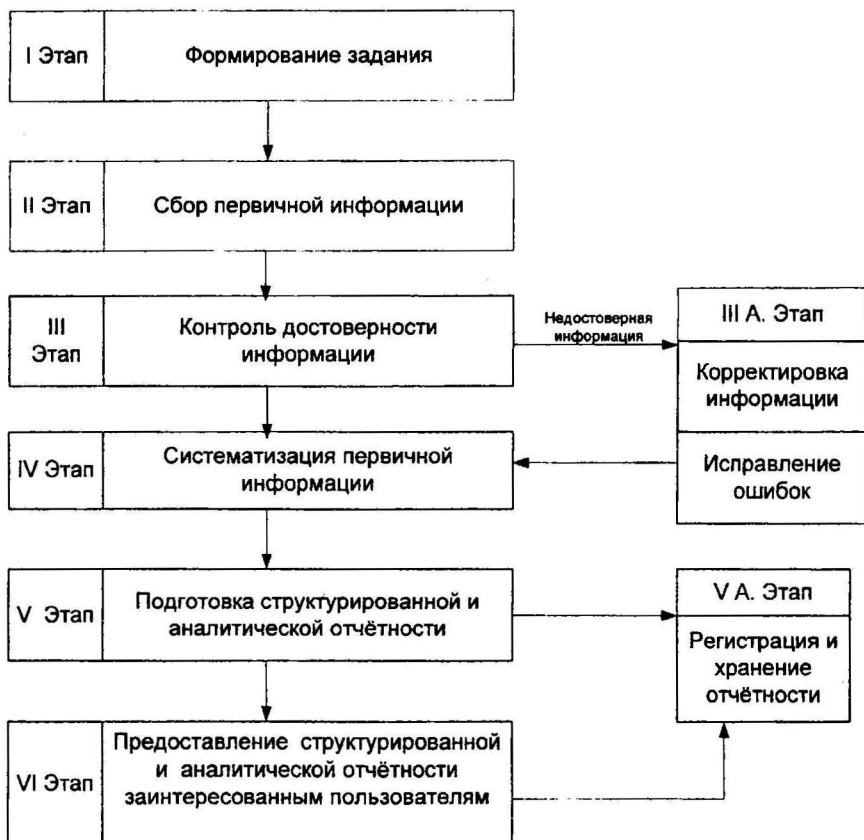 I Этап
Формирование задания
II Этап
Сбор первичной информации
III
Этап
Контроль достоверности
информации
Недостоверная
информация
III А. Этап
Корректировка
информации
Исправление
ошибок
IV Этап
Систематизация первичной
информации
V Этап
Подготовка структурированной и
аналитической отчётности
V А. Этап
Регистрация и
хранение
отчётности
VI Этап
Предоставление структурированной
и аналитической отчётности
заинтересованным пользователям